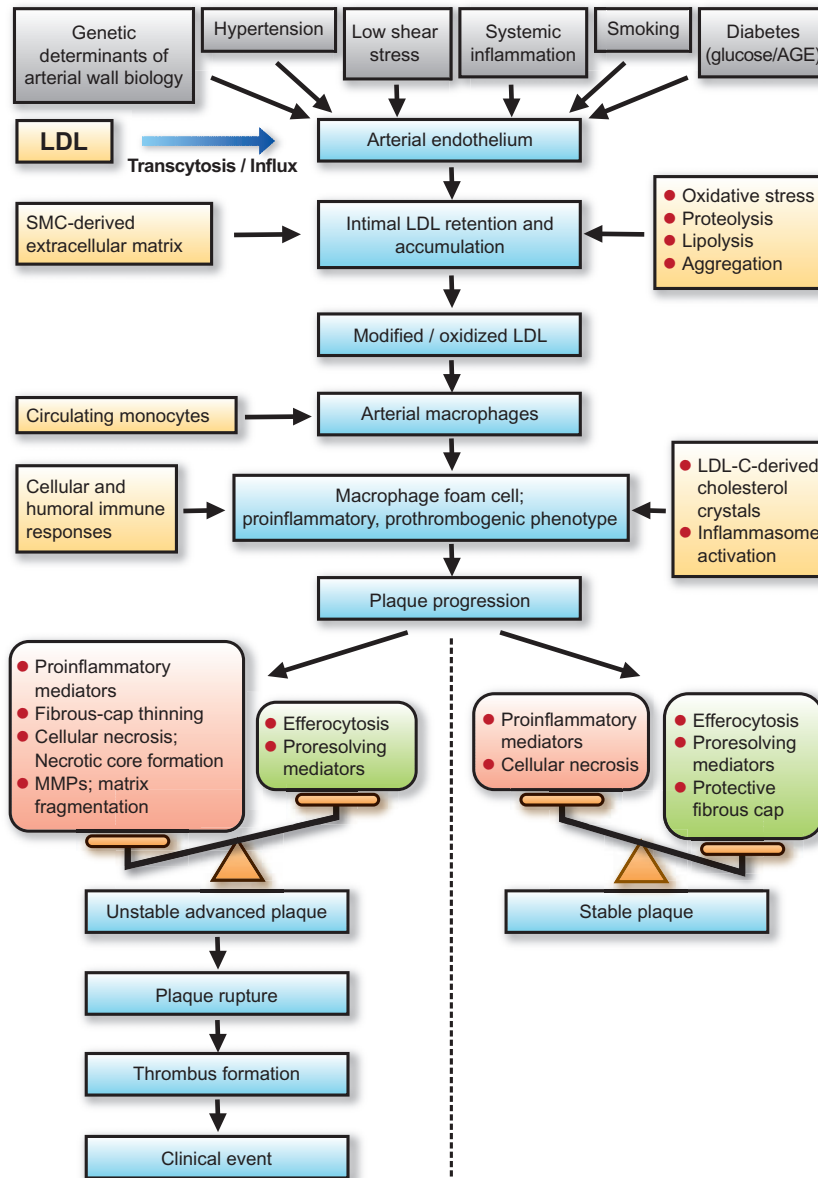 Genetic
determinants of
arterial wall biology
Hypertension
Low shear
stress
Systemic
inflammation
Smoking
Diabetes
(glucose/AGE)
LDL
Transcytosis / Influx
Arterial endothelium
SMC-derived
extracellular matrix
Intimal LDL retention and
accumulation
Oxidative stress
Proteolysis
Lipolysis
Aggregation
Modified / oxidized LDL
Circulating monocytes
Arterial macrophages
Cellular and
humoral immune
responses
Macrophage foam cell;
proinflammatory, prothrombogenic phenotype
LDL-C-derived
cholesterol
crystals
Inflammasome
activation
Plaque progression
Proinflammatory
mediators
Fibrous-cap thinning
Cellular necrosis;
Necrotic core formation
MMPs; matrix
fragmentation
Efferocytosis
Proresolving
mediators
Proinflammatory
mediators
Cellular necrosis
Efferocytosis
Proresolving
mediators
Protective
fibrous cap
Unstable advanced plaque
Stable plaque
Plaque rupture
Thrombus formation
Clinical event